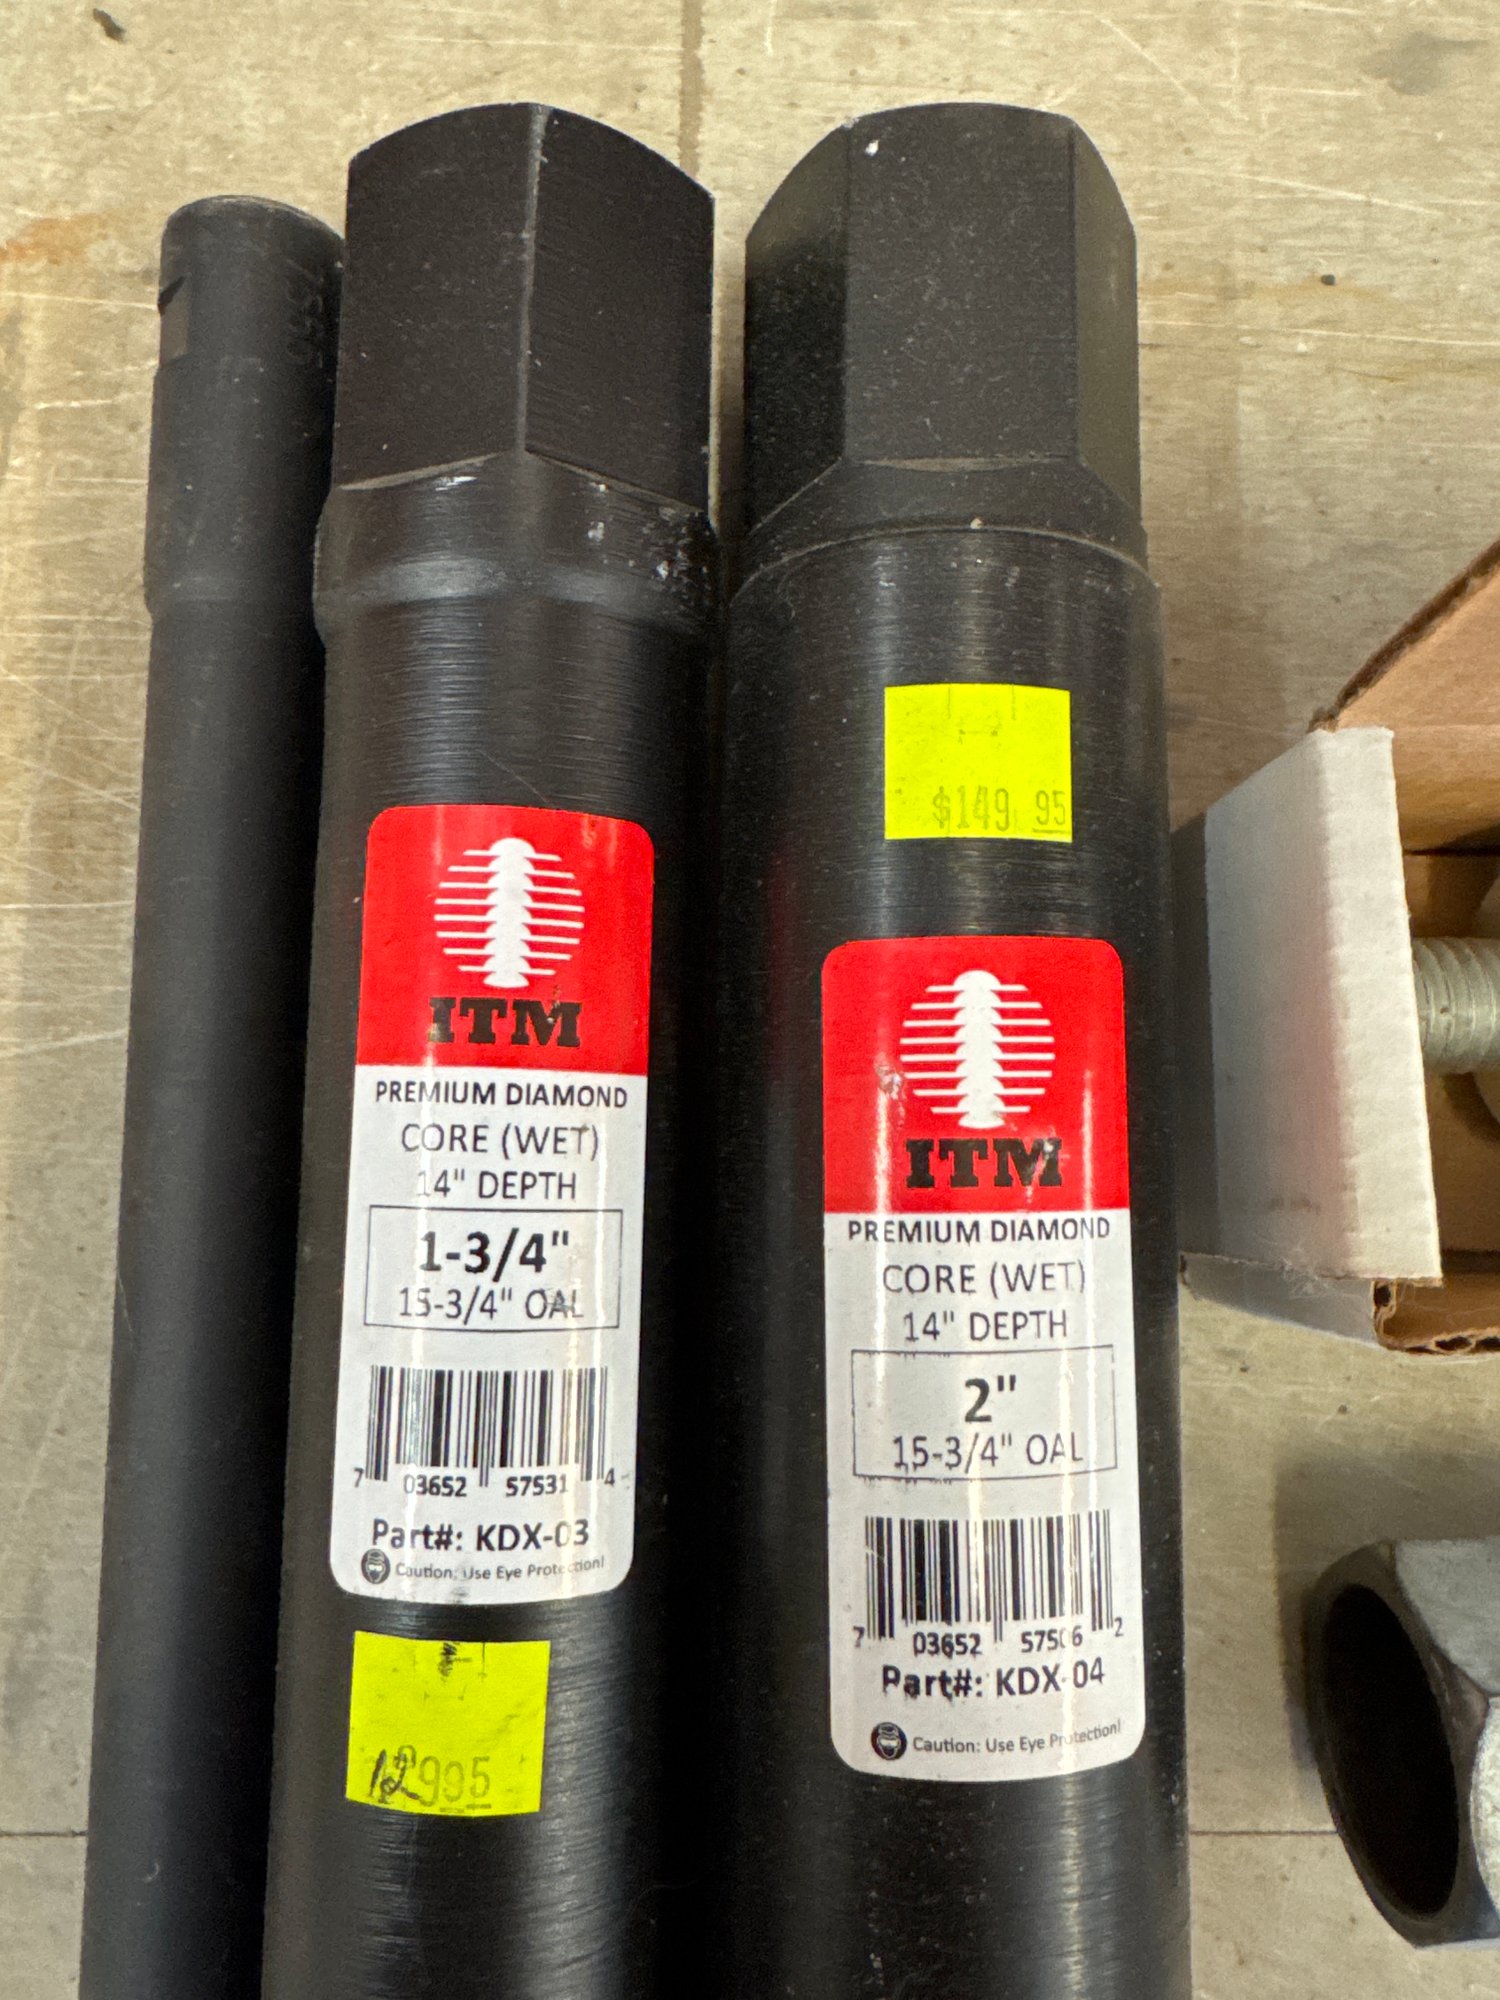 ITM
PREMIUM DIAMOND
CORE (WET)
14" DEPTH
1-3/4"
15-3/4" OAL
7 03652 57531 4
Part#: KDX-03
Caution: Use Eye Protection!
$149.95
ITM
PREMIUM DIAMOND
CORE (WET)
14" DEPTH
2"
15-3/4" OAL
7 03652 57506 2
Part#: KDX-04
Caution: Use Eye Protection!